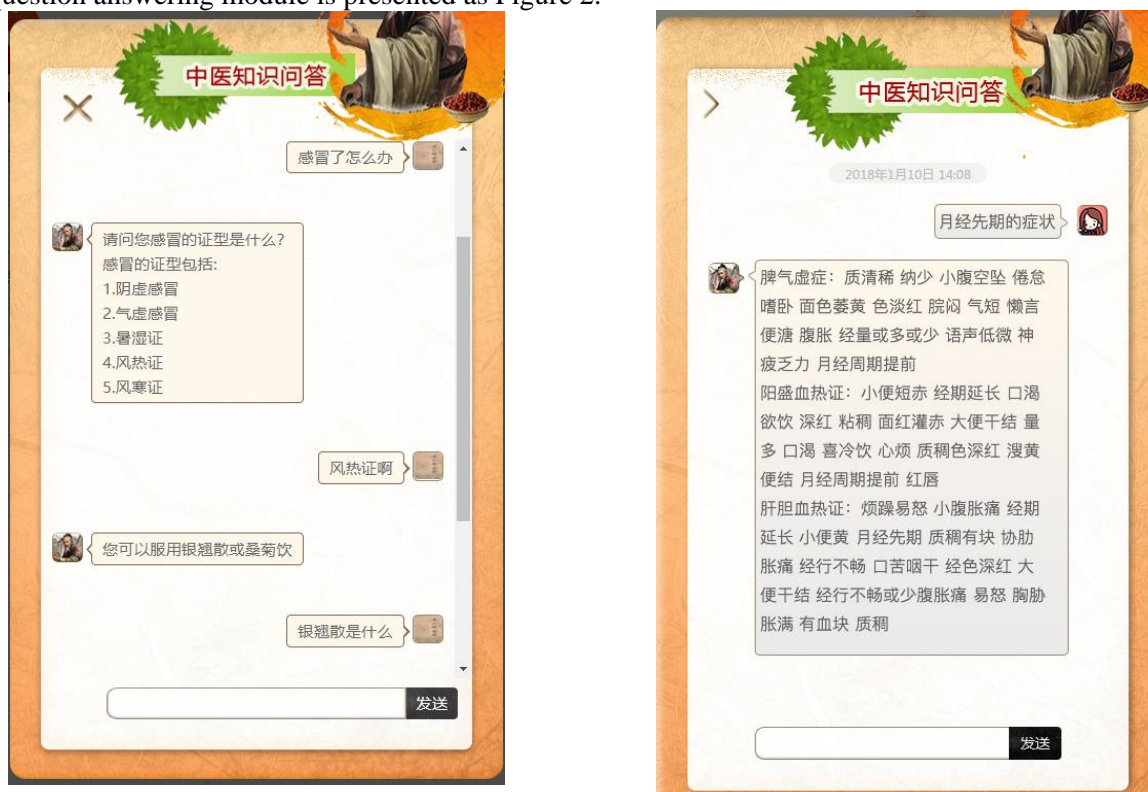 question answering module is presented as Figure 2.
中医知识问答
感冒了怎么办
请问您感冒的证型是什么?
感冒的证型包括:
1.阴虚感冒
2.气虚感冒
3.暑湿证
4.风热证
5.风寒证
风热证啊
您可以服用银翘散或桑菊饮
银翘散是什么
发送
中医知识问答
2018年1月10日 14:08
月经先期的症状
脾气虚症：质清稀 纳少 小腹空坠 倦怠
嗜卧 面色萎黄 色淡红 脘闷 气短 懒言
便溏 腹胀 经量或多或少 语声低微 神
疲乏力 月经周期提前
阳盛血热证：小便短赤 经期延长 口渴
欲饮 深红 粘稠 面红灌赤 大便干结 量
多 口渴 喜冷饮 心烦 质稠色深红 溲黄
便结 月经周期提前 红唇
肝胆血热证：烦躁易怒 小腹胀痛 经期
延长 小便黄 月经先期 质稠有块 协肋
胀痛 经行不畅 口苦咽干 经色深红 大
便干结 经行不畅或少腹胀痛 易怒 胸胁
胀满 有血块 质稠
发送